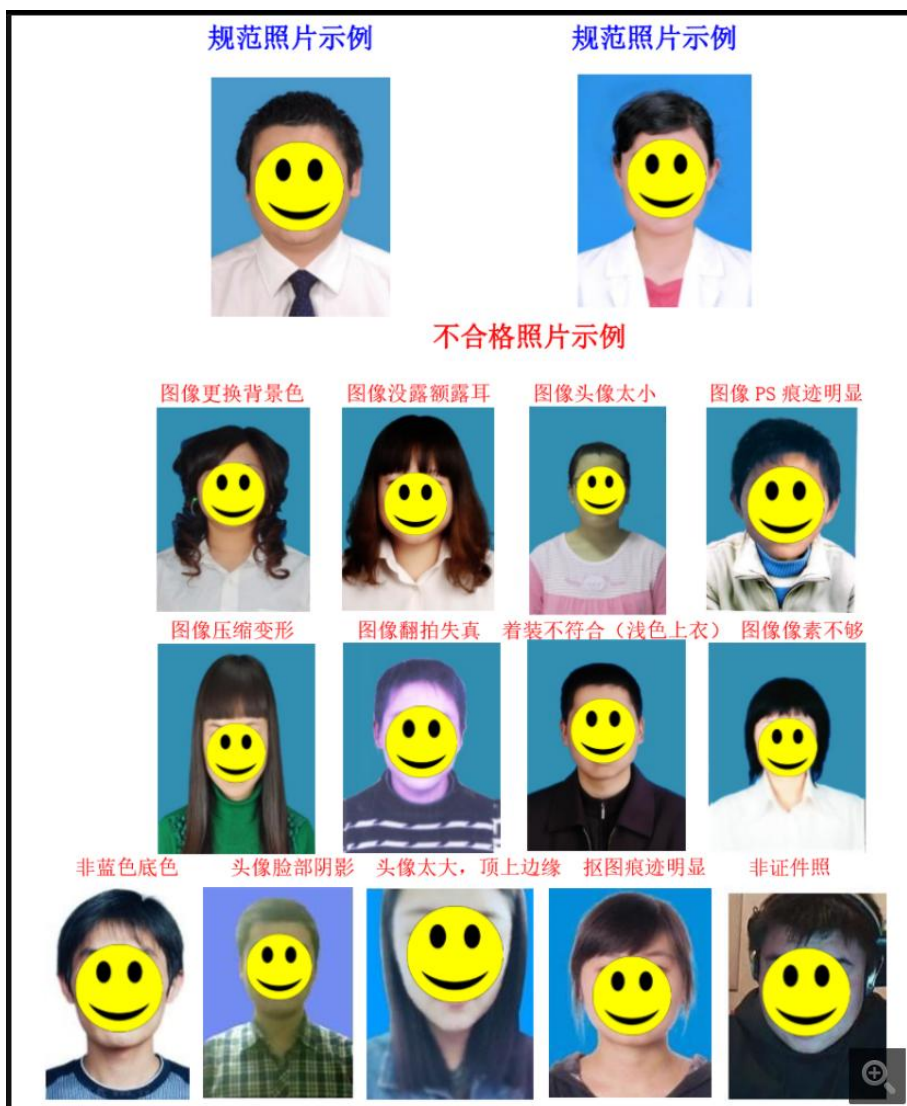 规范照片示例 规范照片示例
不合格照片示例
图像更换背景色 图像没露额露耳 图像头像太小 图像 PS 痕迹明显
图像压缩变形 图像翻拍失真 着装不符合（浅色上衣） 图像像素不够
非蓝色底色 头像脸部阴影 头像太大，顶上边缘 抠图痕迹明显 非证件照